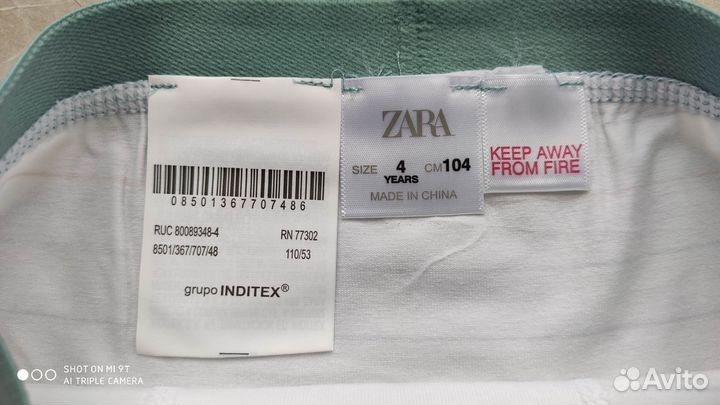 08501367707486
RUC 80089348-4 RN 77302
8501/367/707/48 110/53
grupo INDITEX®
ZARA
SIZE 4 YEARS CM 104
MADE IN CHINA
KEEP AWAY
FROM FIRE
SHOT ON MI 9T
AI TRIPLE CAMERA
Avito